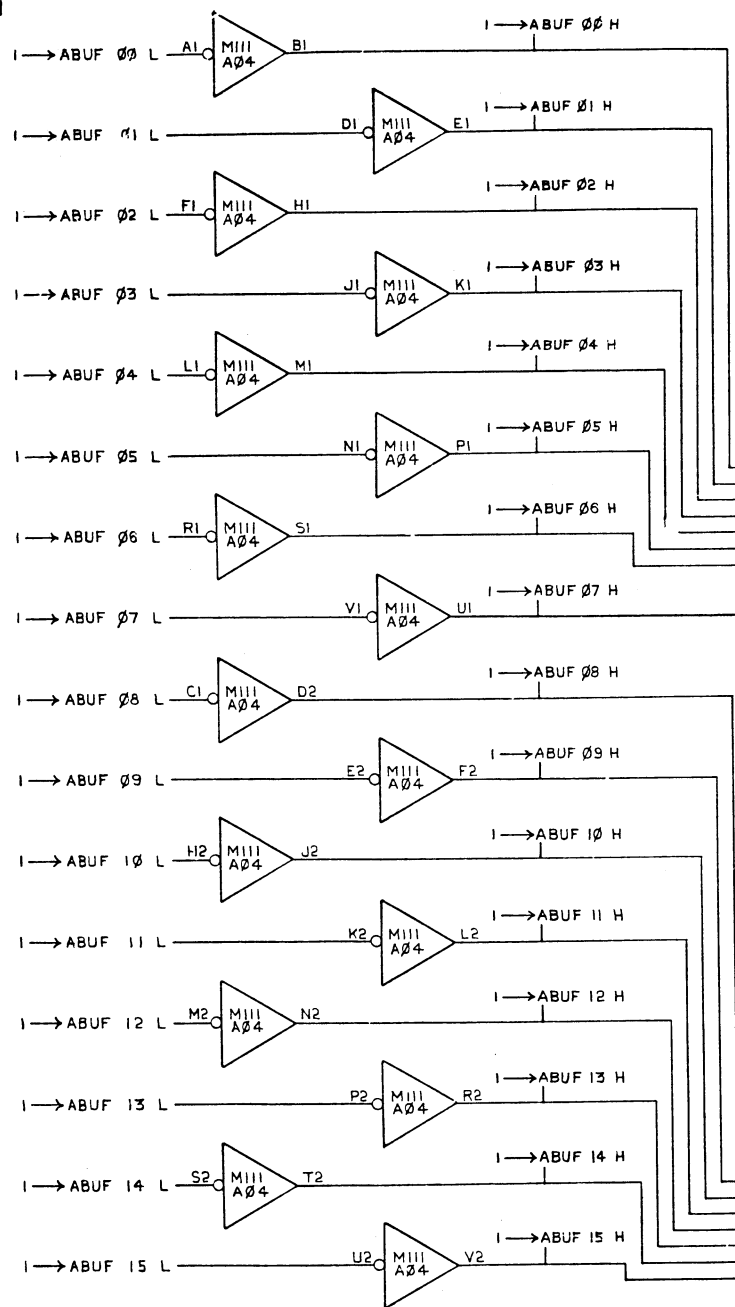 1→ABUF ØØ H
1→ABUF ØØ L A1 M111 B1
AØ4
1→ABUF Ø1 H
1→ABUF Ø1 L D1 M111 E1
AØ4
1→ABUF Ø2 H
1→ABUF Ø2 L F1 M111 H1
AØ4
1→ABUF Ø3 H
1→ABUF Ø3 L J1 M111 K1
AØ4
1→ABUF Ø4 H
1→ABUF Ø4 L L1 M111 M1
AØ4
1→ABUF Ø5 H
1→ABUF Ø5 L N1 M111 P1
AØ4
1→ABUF Ø6 H
1→ABUF Ø6 L R1 M111 S1
AØ4
1→ABUF Ø7 H
1→ABUF Ø7 L V1 M111 U1
AØ4
1→ABUF Ø8 H
1→ABUF Ø8 L C1 M111 D2
AØ4
1→ABUF Ø9 H
1→ABUF Ø9 L E2 M111 F2
AØ4
1→ABUF 1Ø H
1→ABUF 1Ø L H2 M111 J2
AØ4
1→ABUF 11 H
1→ABUF 11 L K2 M111 L2
AØ4
1→ABUF 12 H
1→ABUF 12 L M2 M111 N2
AØ4
1→ABUF 13 H
1→ABUF 13 L P2 M111 R2
AØ4
1→ABUF 14 H
1→ABUF 14 L S2 M111 T2
AØ4
1→ABUF 15 H
1→ABUF 15 L U2 M111 V2
AØ4